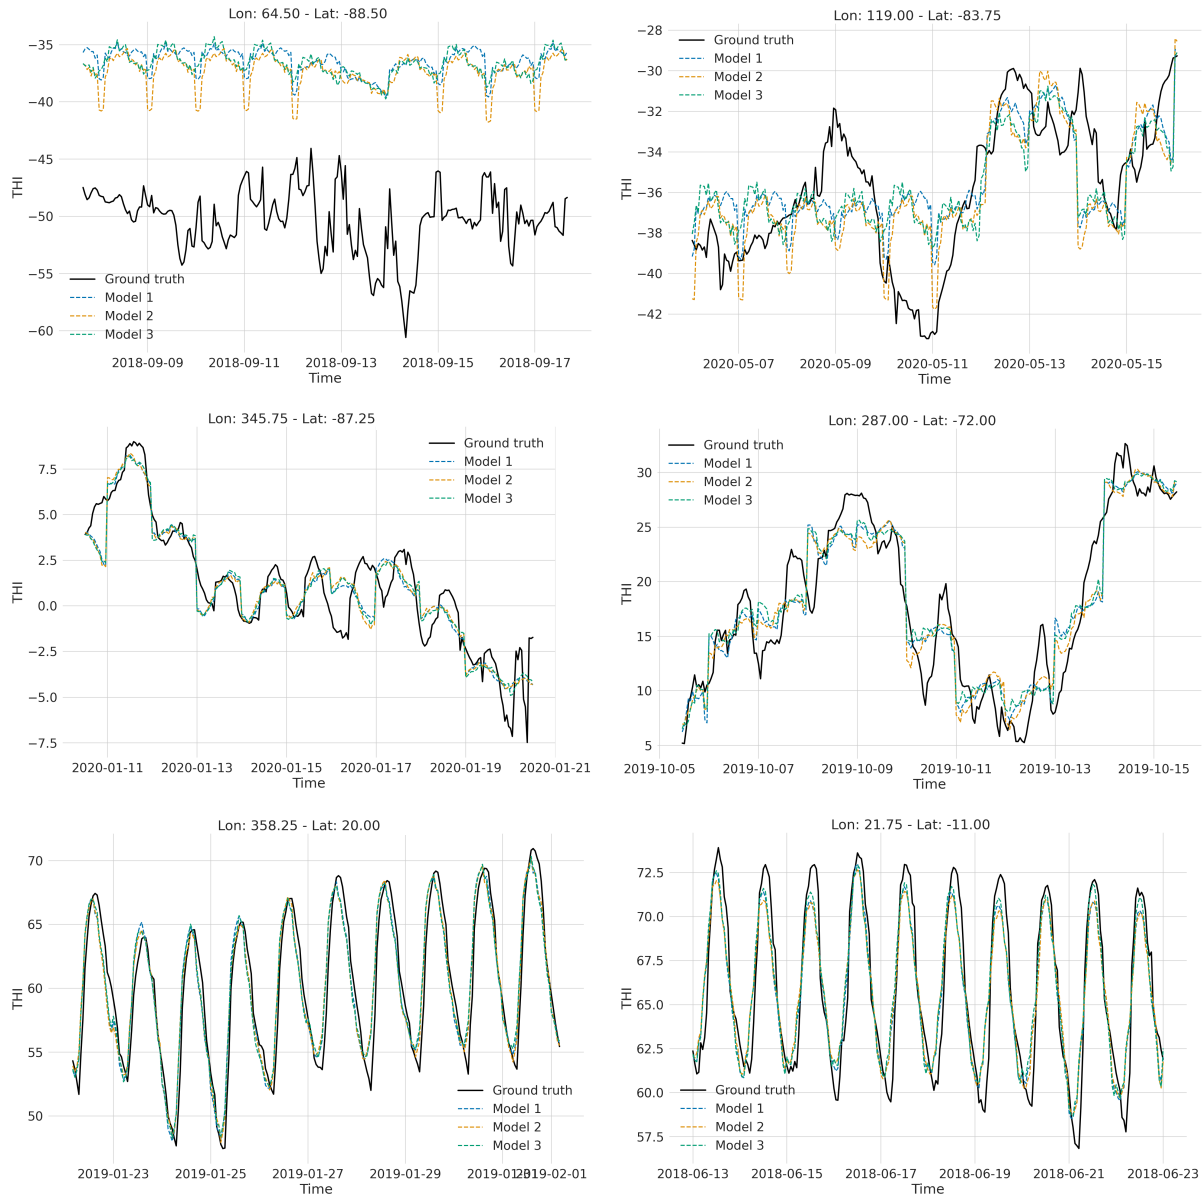 Lon: 64.50 - Lat: -88.50
THI
−35
−40
−45
−50
−55
−60
Ground truth
Model 1
Model 2
Model 3
2018-09-09
2018-09-11
2018-09-13
2018-09-15
2018-09-17
Time
Lon: 119.00 - Lat: -83.75
THI
−28
−30
−32
−34
−36
−38
−40
−42
Ground truth
Model 1
Model 2
Model 3
2020-05-07
2020-05-09
2020-05-11
2020-05-13
2020-05-15
Time
Lon: 345.75 - Lat: -87.25
THI
7.5
5.0
2.5
0.0
−2.5
−5.0
−7.5
Ground truth
Model 1
Model 2
Model 3
2020-01-11
2020-01-13
2020-01-15
2020-01-17
2020-01-19
2020-01-21
Time
Lon: 287.00 - Lat: -72.00
THI
30
25
20
15
10
5
Ground truth
Model 1
Model 2
Model 3
2019-10-05
2019-10-07
2019-10-09
2019-10-11
2019-10-13
2019-10-15
Time
Lon: 358.25 - Lat: 20.00
THI
70
65
60
55
50
Ground truth
Model 1
Model 2
Model 3
2019-01-23
2019-01-25
2019-01-27
2019-01-29
2019-01-31
2019-02-01
Time
Lon: 21.75 - Lat: -11.00
THI
72.5
70.0
67.5
65.0
62.5
60.0
57.5
Ground truth
Model 1
Model 2
Model 3
2018-06-13
2018-06-15
2018-06-17
2018-06-19
2018-06-21
2018-06-23
Time